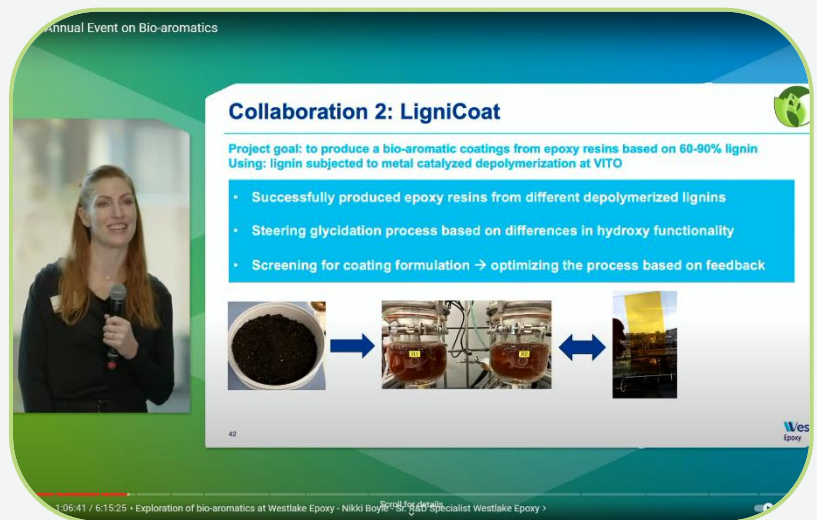 Annual Event on Bio-aromatics
Collaboration 2: LigniCoat
Project goal: to produce a bio-aromatic coatings from epoxy resins based on 60-90% lignin
Using: lignin subjected to metal catalyzed depolymerization at VITO
• Successfully produced epoxy resins from different depolymerized lignins
• Steering glycidation process based on differences in hydroxy functionality
• Screening for coating formulation → optimizing the process based on feedback
R1
R2
42
Wes
Epoxy
Scroll for details
1:06:41 / 6:15:25 • Exploration of bio-aromatics at Westlake Epoxy - Nikki Boyle - Sr. R&D Specialist Westlake Epoxy ›